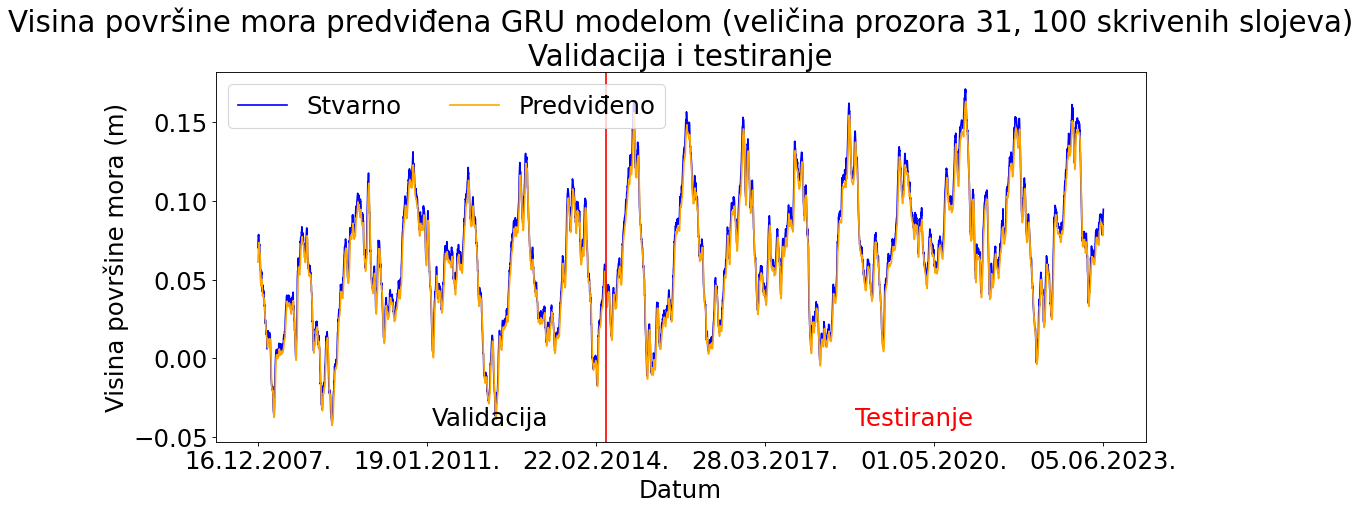 Visina površine mora predviđena GRU modelom (veličina prozora 31, 100 skrivenih slojeva)
Validacija i testiranje
Stvarno
Predviđeno
Visina površine mora (m)
0.15
0.10
0.05
0.00
−0.05
Validacija
Testiranje
16.12.2007.
19.01.2011.
22.02.2014.
28.03.2017.
01.05.2020.
05.06.2023.
Datum